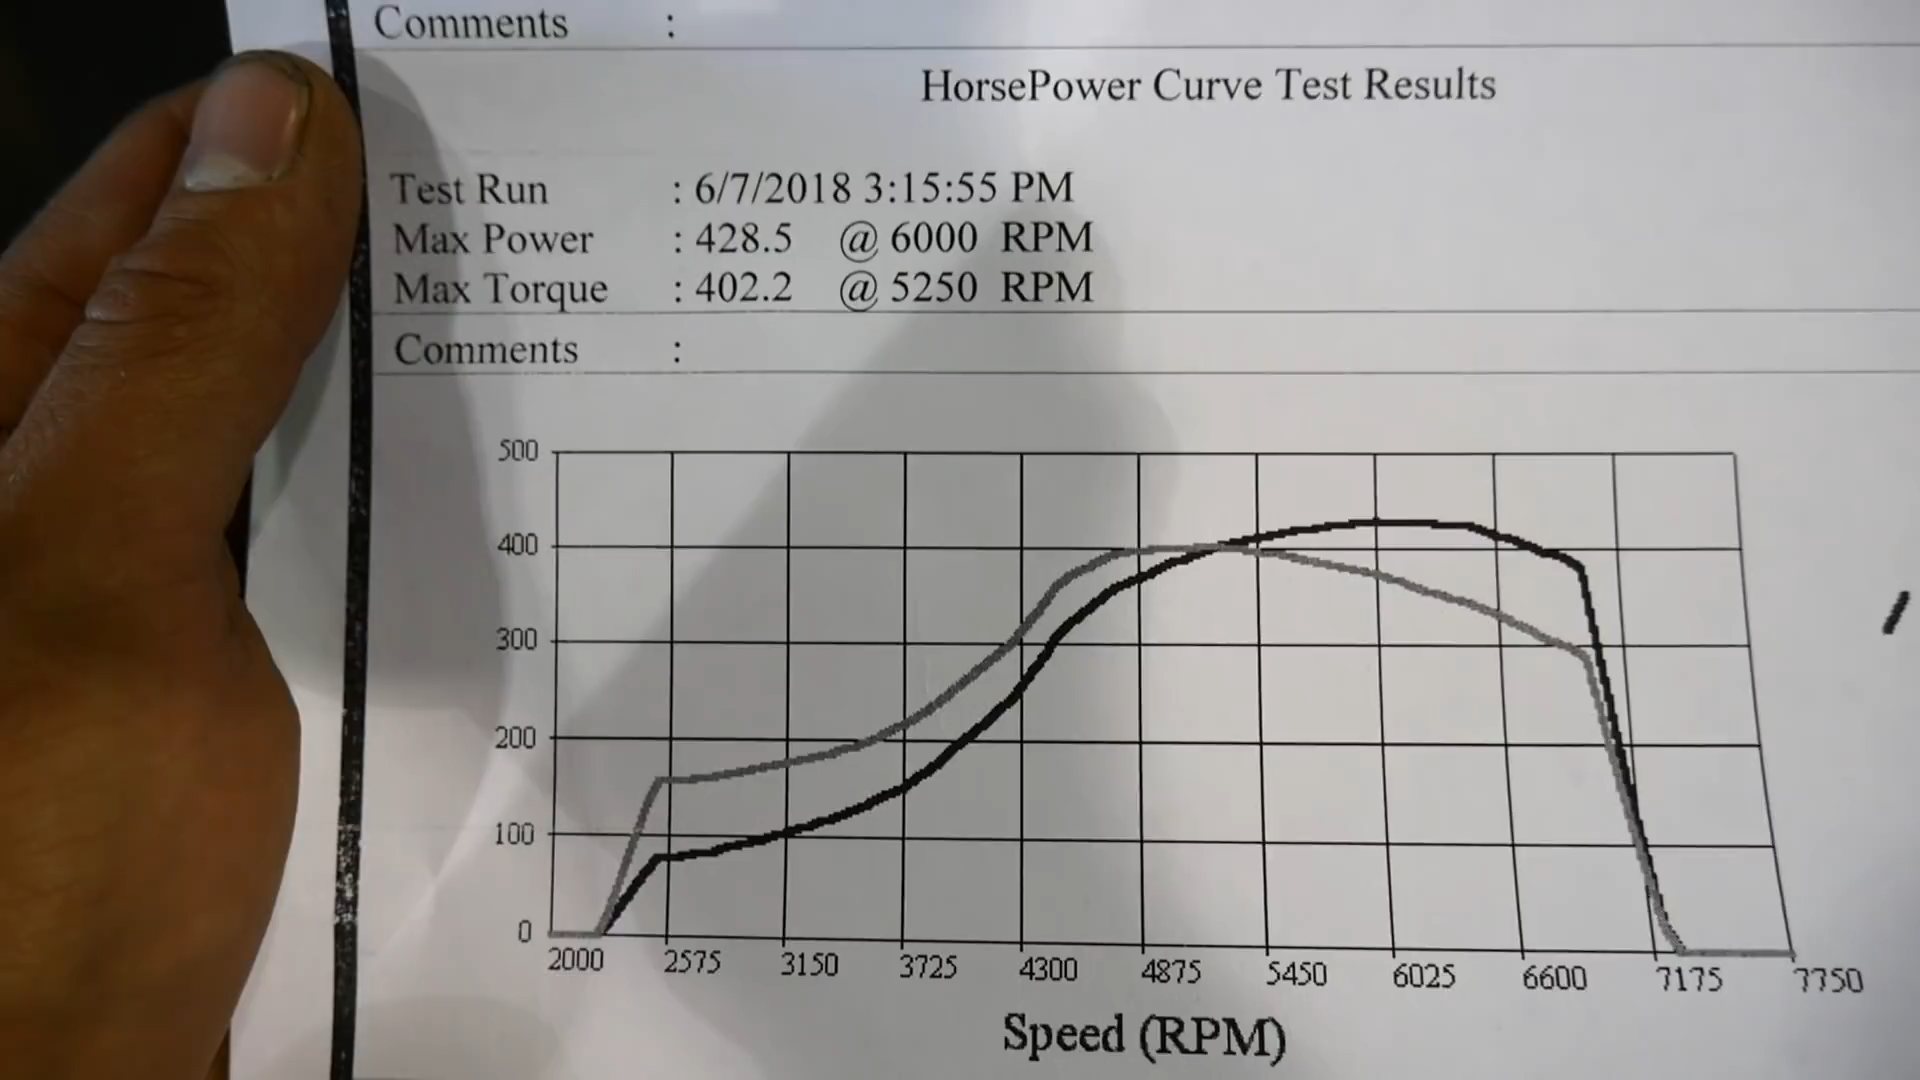 Comments :
HorsePower Curve Test Results
Test Run : 6/7/2018 3:15:55 PM
Max Power : 428.5 @ 6000 RPM
Max Torque : 402.2 @ 5250 RPM
Comments :
500
400
300
200
100
0
2000 2575 3150 3725 4300 4875 5450 6025 6600 7175 7750
Speed (RPM)